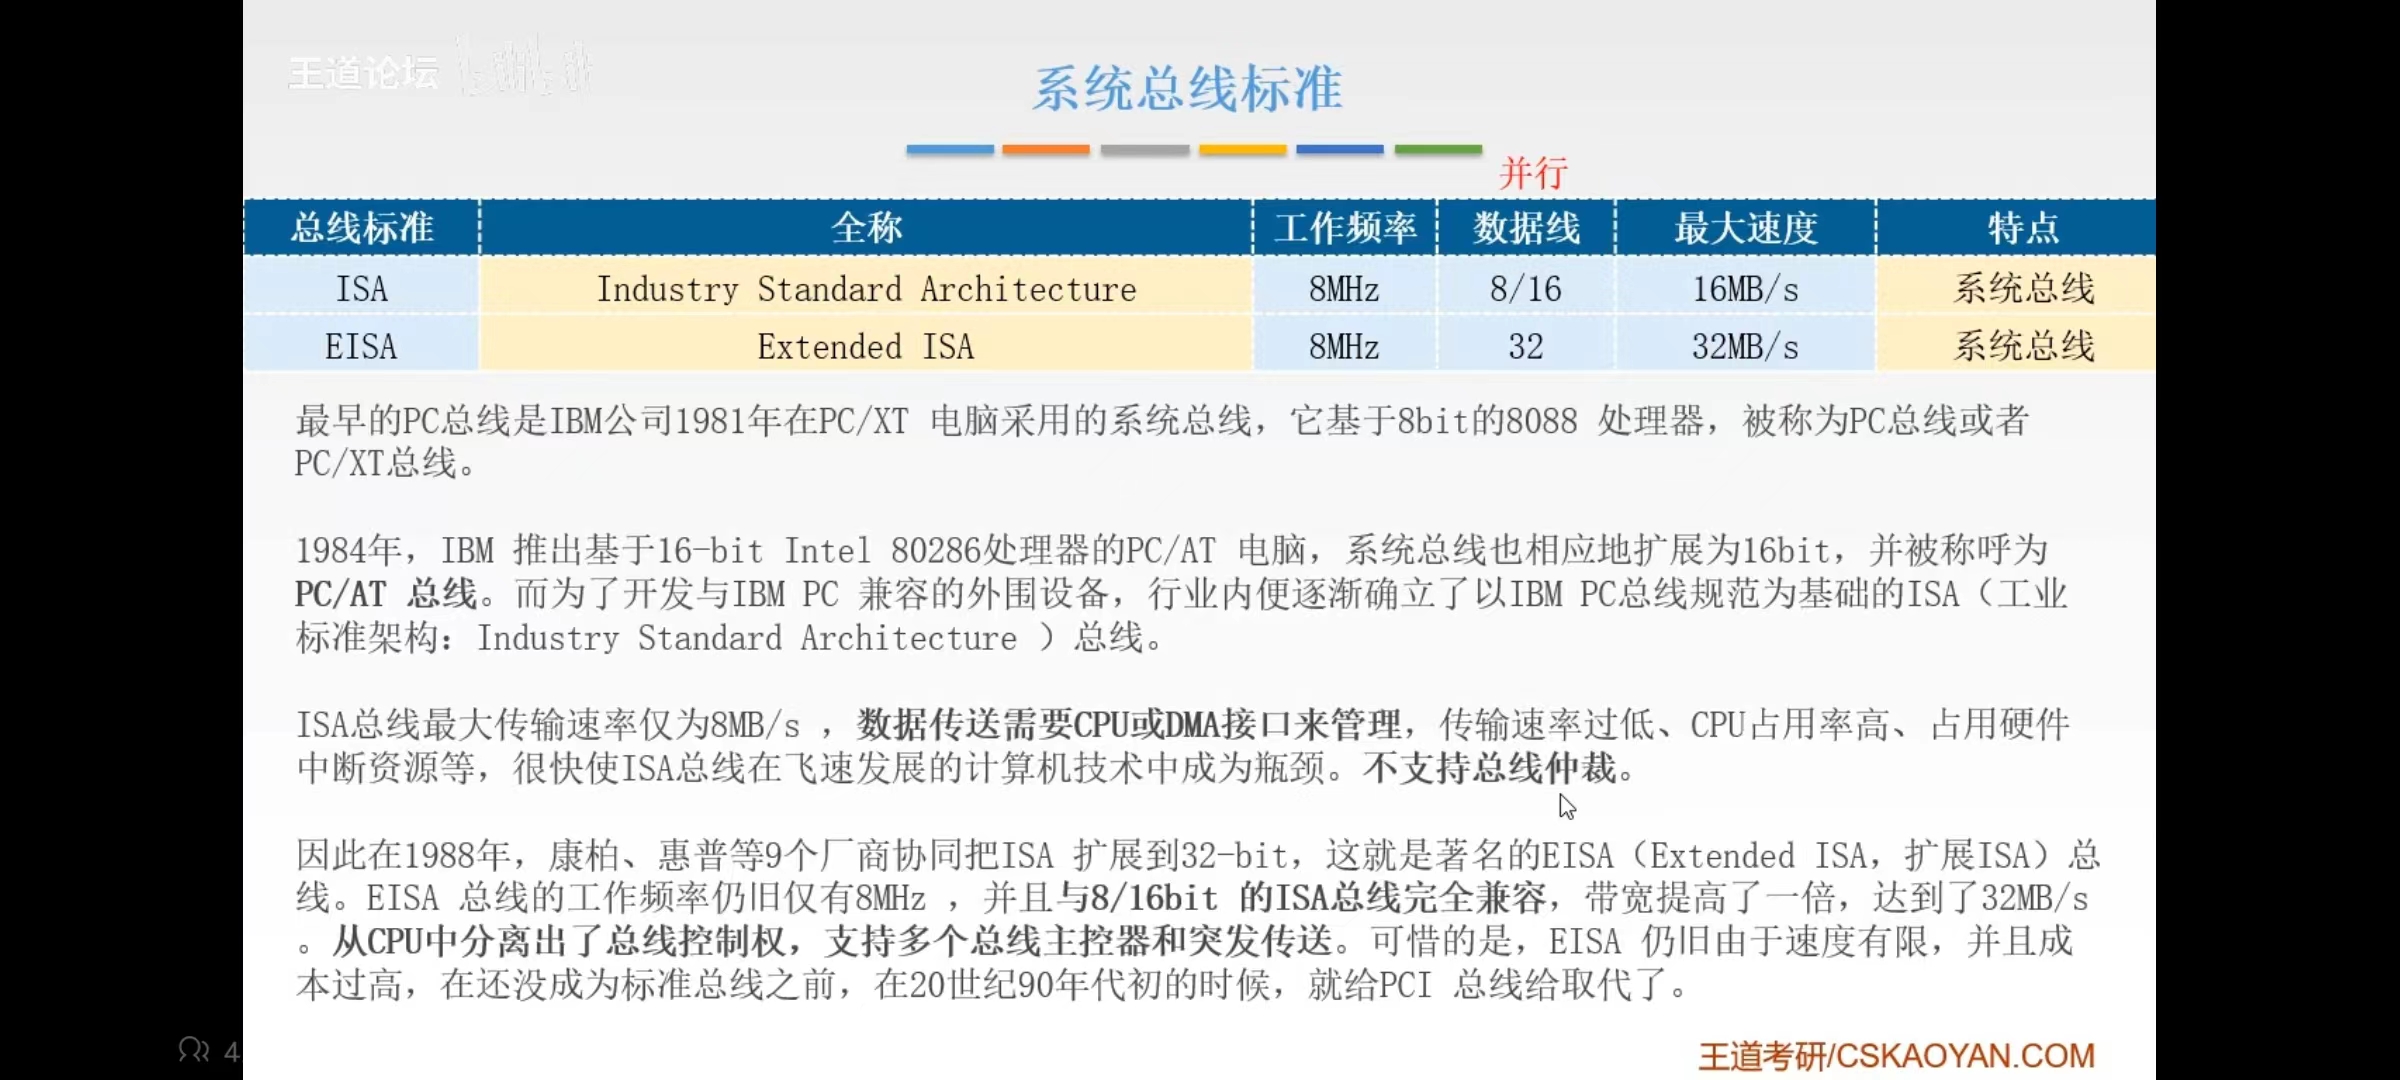 王道论坛
系统总线标准
并行
总线标准 全称 工作频率 数据线 最大速度 特点
ISA Industry Standard Architecture 8MHz 8/16 16MB/s 系统总线
EISA Extended ISA 8MHz 32 32MB/s 系统总线
最早的PC总线是IBM公司1981年在PC/XT 电脑采用的系统总线，它基于8bit的8088 处理器，被称为PC总线或者
PC/XT总线。
1984年，IBM 推出基于16-bit Intel 80286处理器的PC/AT 电脑，系统总线也相应地扩展为16bit，并被称呼为
PC/AT 总线。而为了开发与IBM PC 兼容的外围设备，行业内便逐渐确立了以IBM PC总线规范为基础的ISA（工业
标准架构：Industry Standard Architecture ）总线。
ISA总线最大传输速率仅为8MB/s ，数据传送需要CPU或DMA接口来管理，传输速率过低、CPU占用率高、占用硬件
中断资源等，很快使ISA总线在飞速发展的计算机技术中成为瓶颈。不支持总线仲裁。
因此在1988年，康柏、惠普等9个厂商协同把ISA 扩展到32-bit，这就是著名的EISA（Extended ISA，扩展ISA）总
线。EISA 总线的工作频率仍旧仅有8MHz ，并且与8/16bit 的ISA总线完全兼容，带宽提高了一倍，达到了32MB/s
。从CPU中分离出了总线控制权，支持多个总线主控器和突发传送。可惜的是，EISA 仍旧由于速度有限，并且成
本过高，在还没成为标准总线之前，在20世纪90年代初的时候，就给PCI 总线给取代了。
4
王道考研/CSKAOYAN.COM